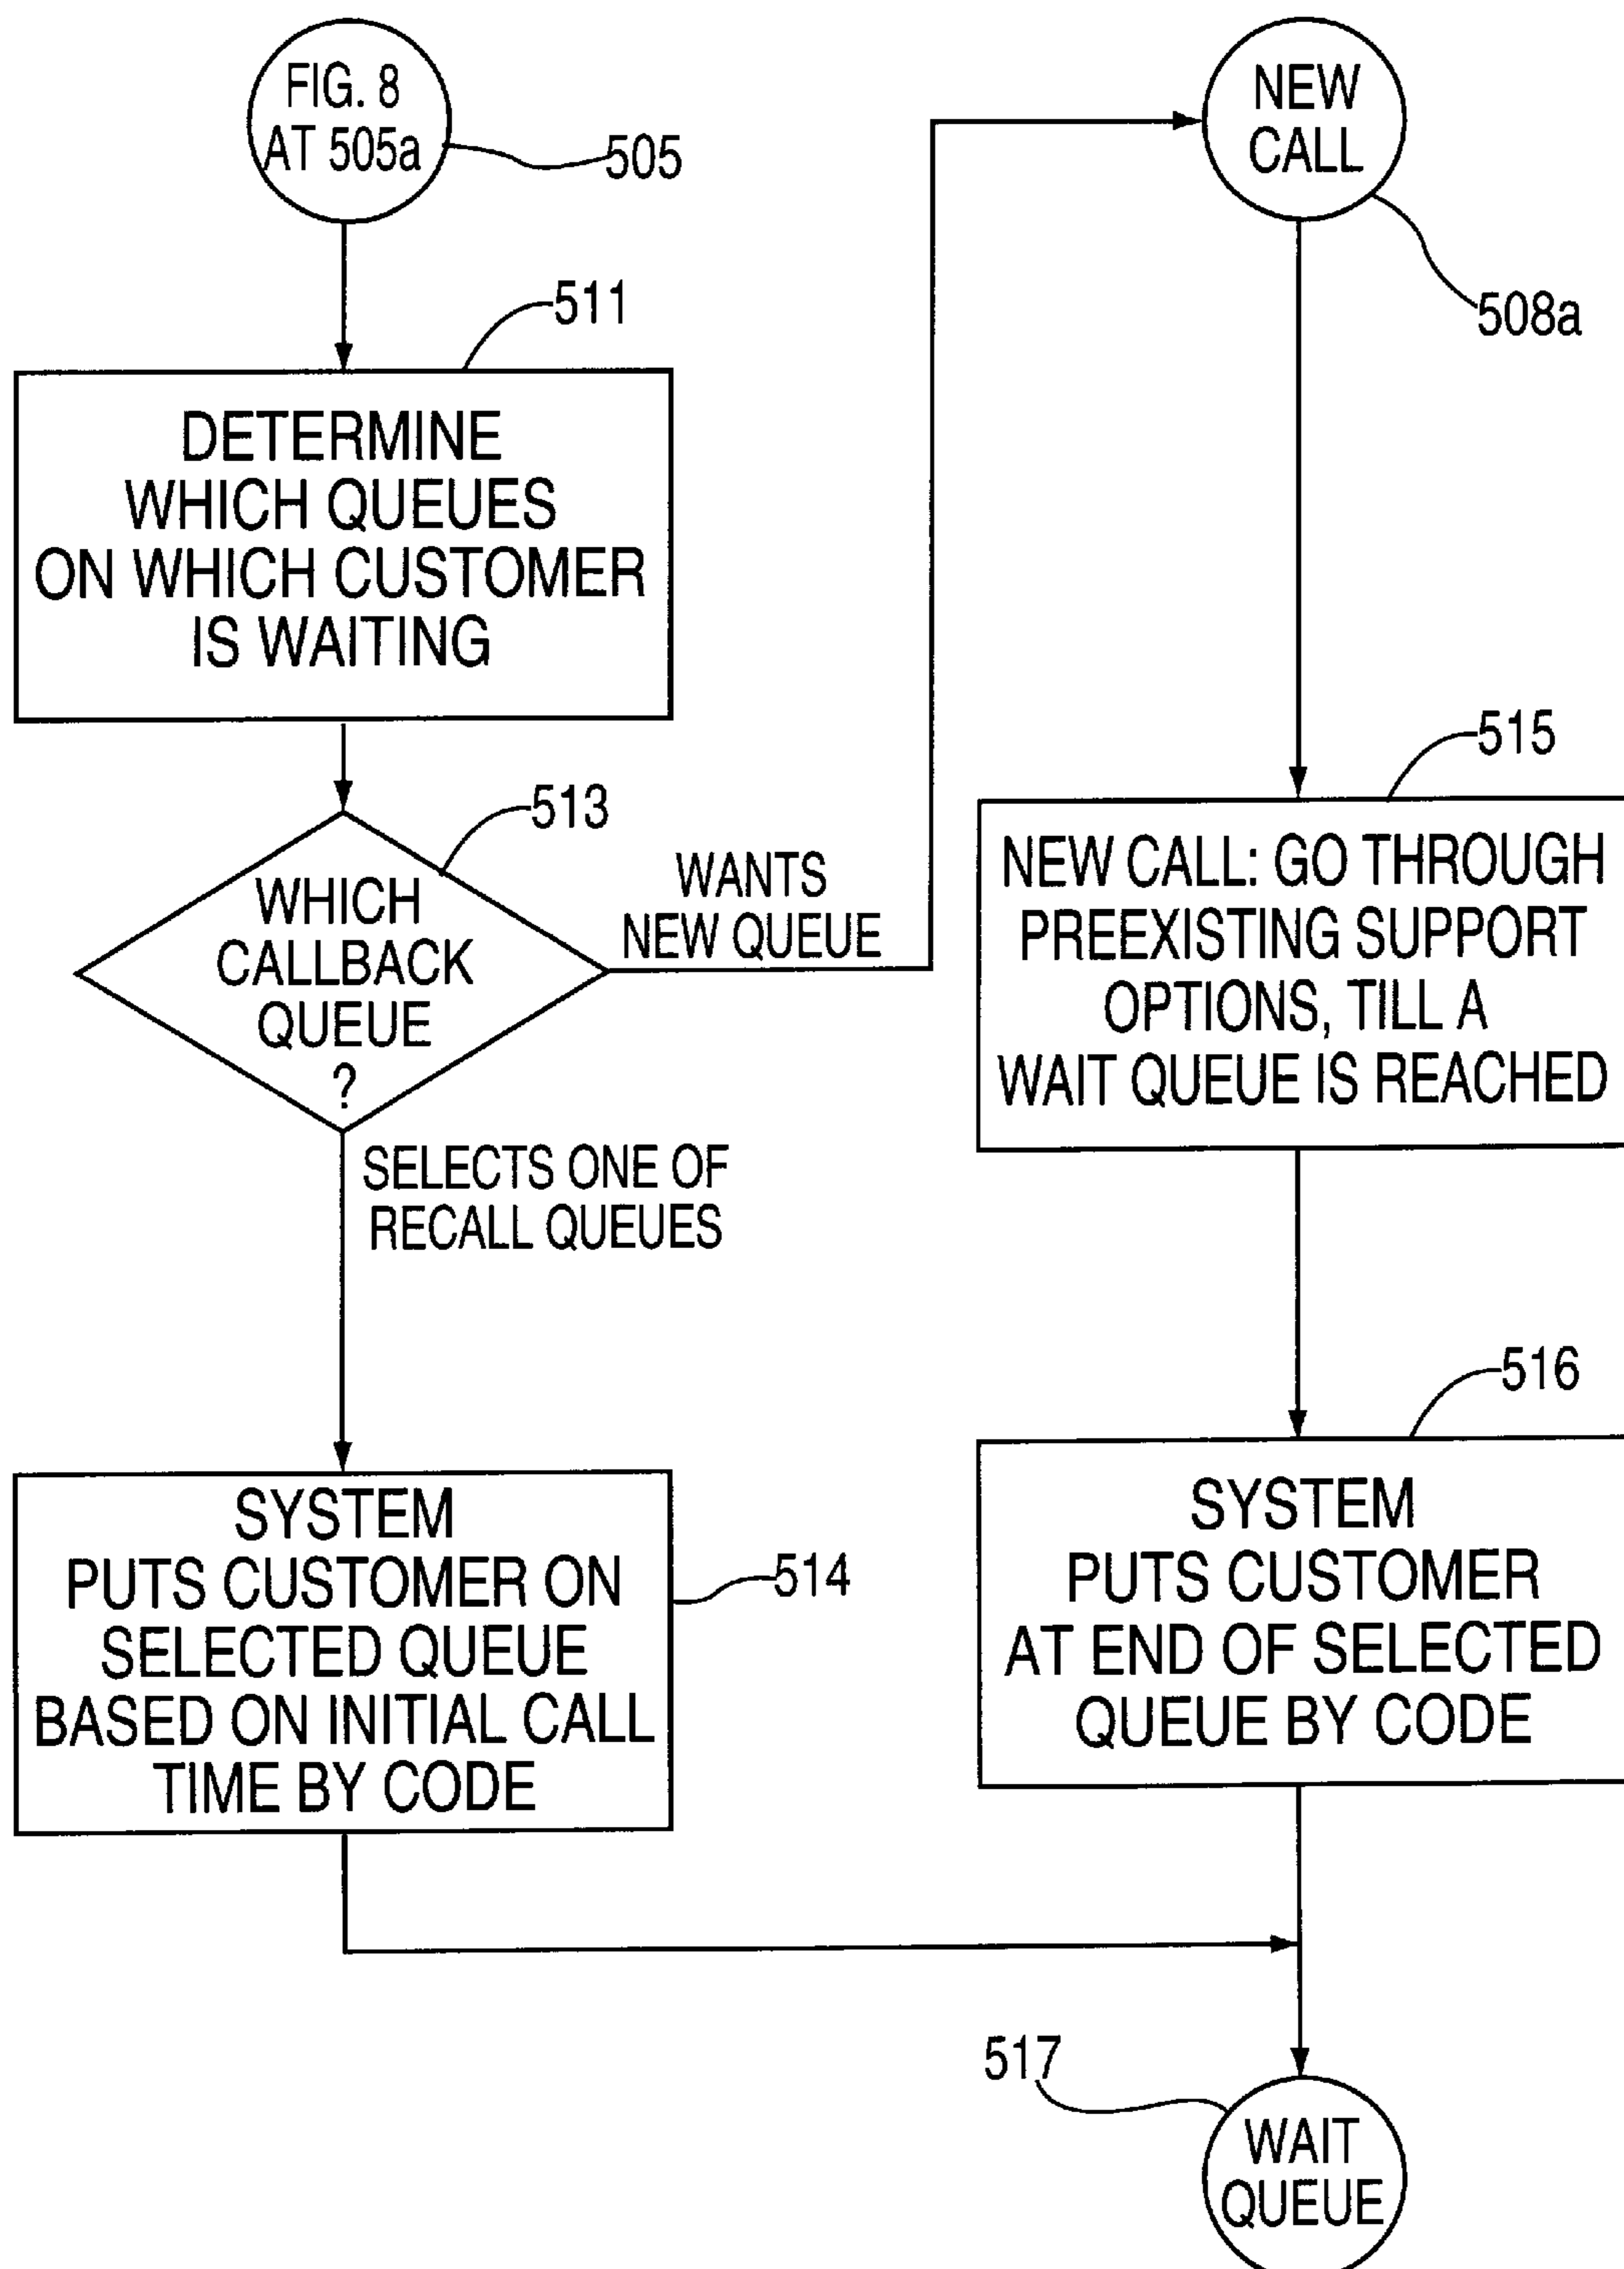 FIG. 8
AT 505a
505
511
DETERMINE
WHICH QUEUES
ON WHICH CUSTOMER
IS WAITING
513
WHICH
CALLBACK
QUEUE
?
WANTS
NEW QUEUE
SELECTS ONE OF
RECALL QUEUES
SYSTEM
PUTS CUSTOMER ON
SELECTED QUEUE
BASED ON INITIAL CALL
TIME BY CODE
514
NEW
CALL
508a
515
NEW CALL: GO THROUGH
PREEXISTING SUPPORT
OPTIONS, TILL A
WAIT QUEUE IS REACHED
516
SYSTEM
PUTS CUSTOMER
AT END OF SELECTED
QUEUE BY CODE
517
WAIT
QUEUE